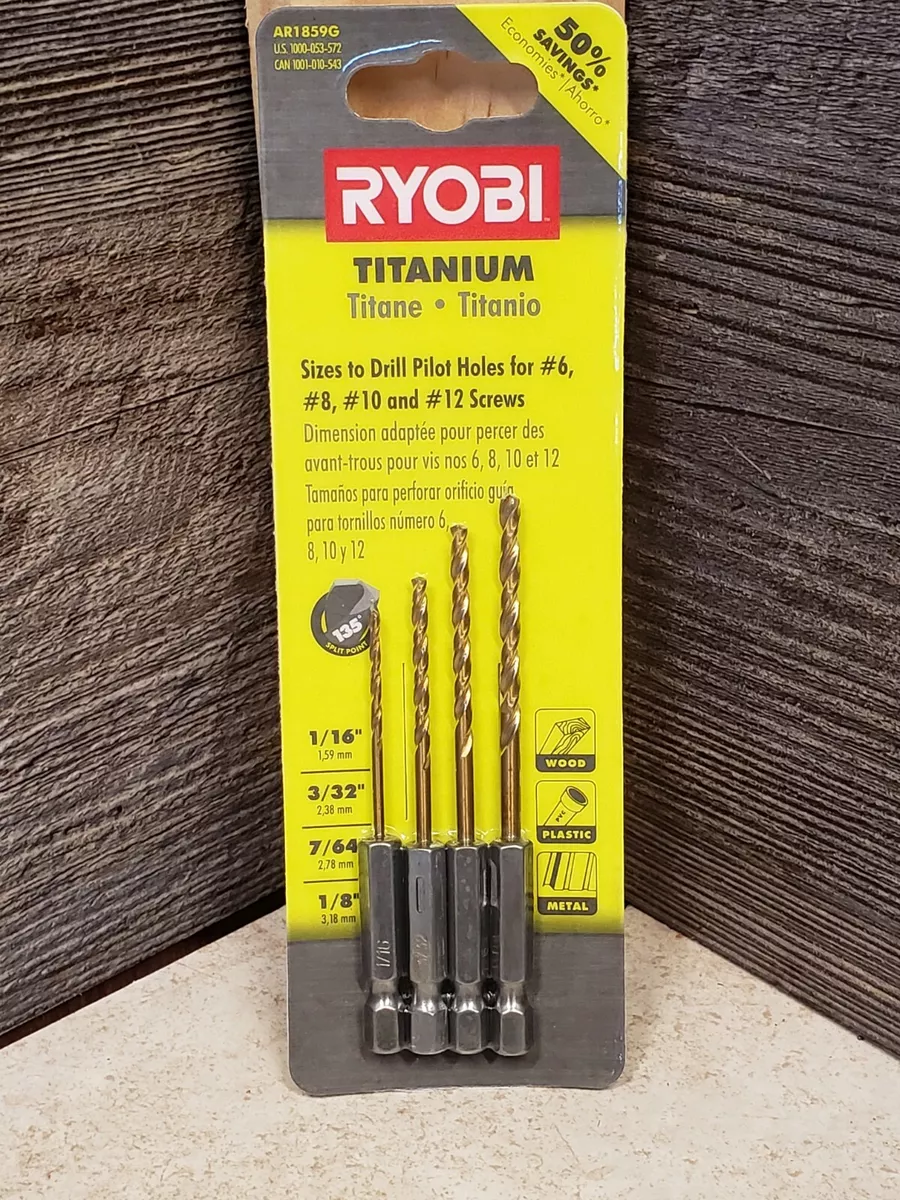 AR1859G
U.S. 1000-053-572
CAN 1001-010-543
50%
SAVINGS*
Economies*/Ahorro*
RYOBI
TITANIUM
Titane • Titanio
Sizes to Drill Pilot Holes for #6,
#8, #10 and #12 Screws
Dimension adaptée pour percer des
avant-trous pour vis nos 6, 8, 10 et 12
Tamaños para perforar orificio guía
para tornillos número 6,
8, 10 y 12
135°
SPLIT POINT
1/16"
1,59 mm
3/32"
2,38 mm
7/64
2,78 mm
1/8"
3,18 mm
WOOD
PVC
PLASTIC
METAL
1/16